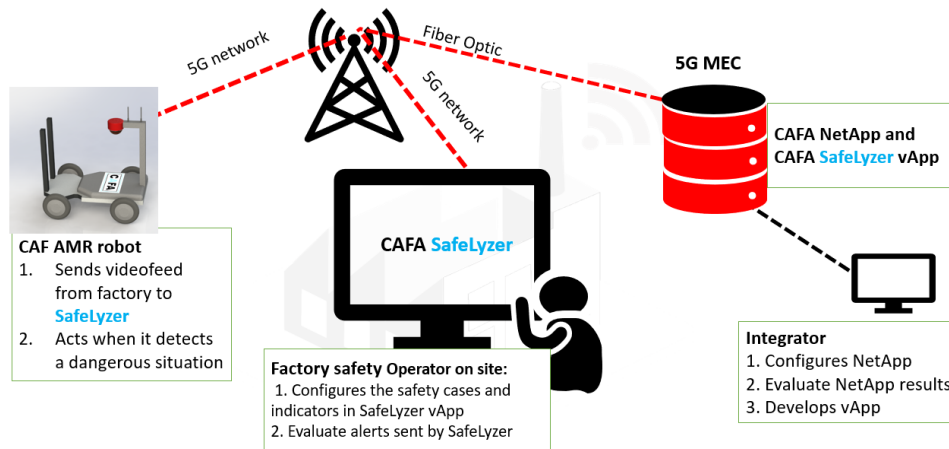 5G network
Fiber Optic
5G network
5G MEC
CAFA NetApp and
CAFA SafeLyzer vApp
CAFA SafeLyzer
CAF AMR robot
1. Sends videofeed
from factory to
SafeLyzer
2. Acts when it detects
a dangerous situation
Factory safety Operator on site:
1. Configures the safety cases and
indicators in SafeLyzer vApp
2. Evaluate alerts sent by SafeLyzer
Integrator
1. Configures NetApp
2. Evaluate NetApp results
3. Develops vApp